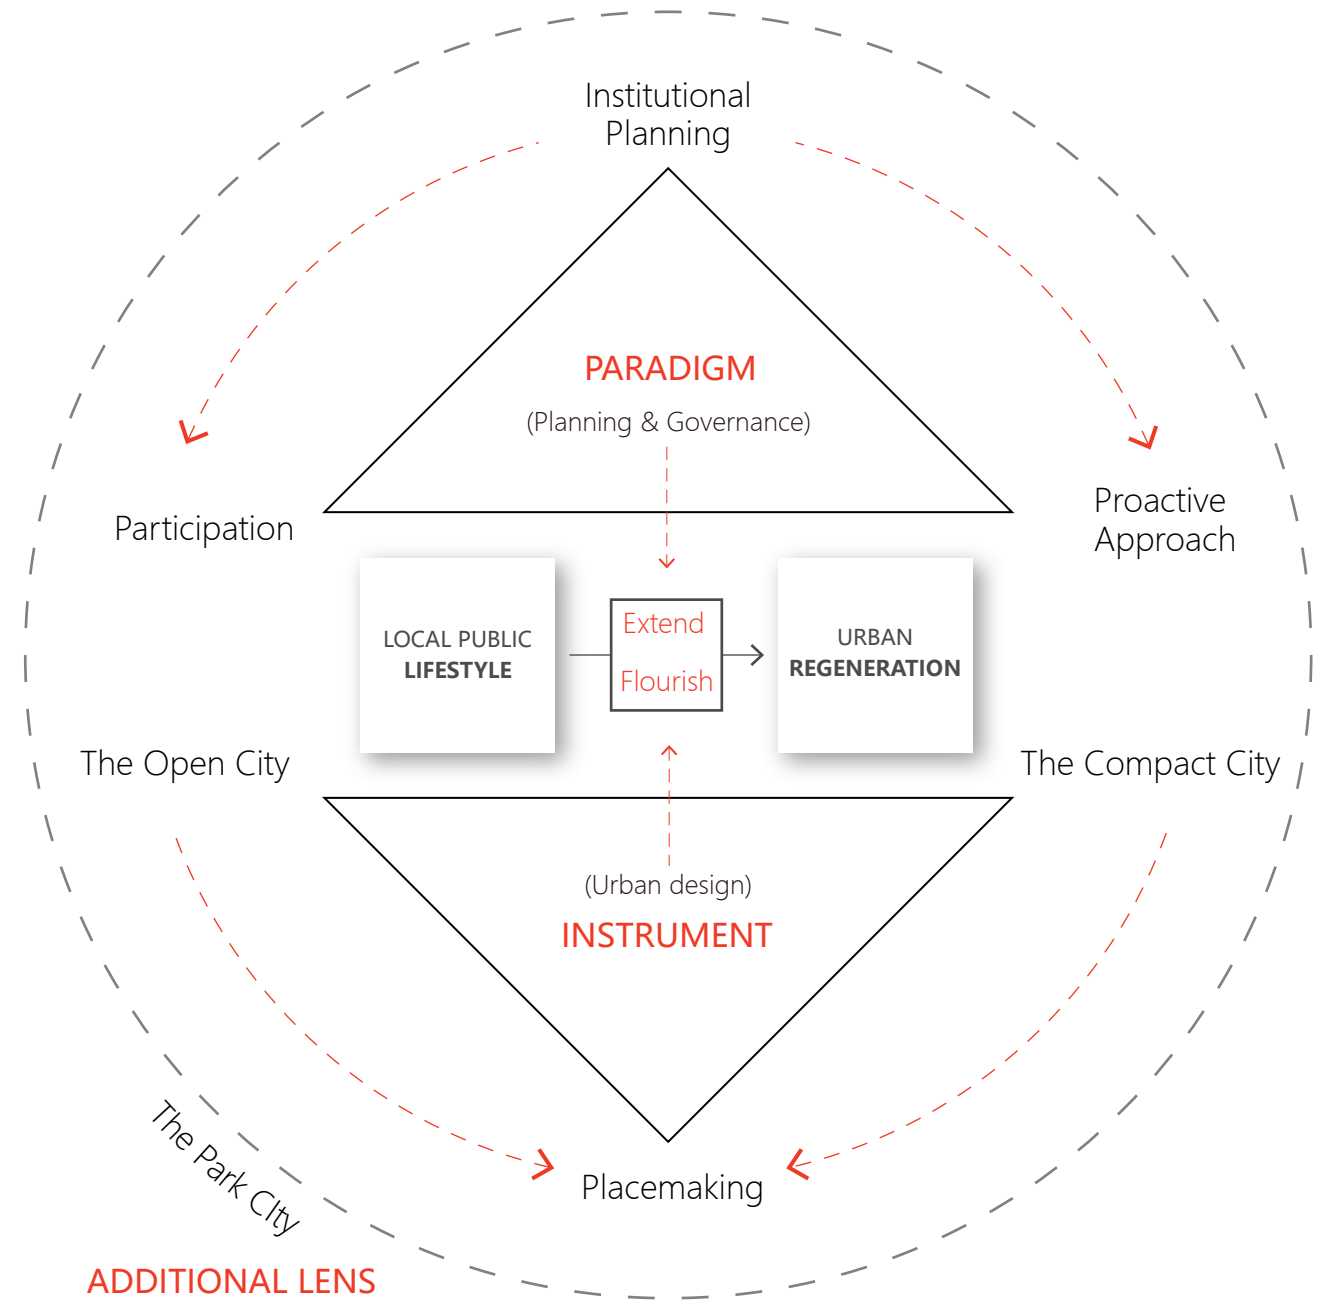 Institutional
Planning
PARADIGM
(Planning & Governance)
Participation
Proactive
Approach
LOCAL PUBLIC
LIFESTYLE
Extend
Flourish
URBAN
REGENERATION
The Open City
The Compact City
(Urban design)
INSTRUMENT
Placemaking
The Park CIty
ADDITIONAL LENS